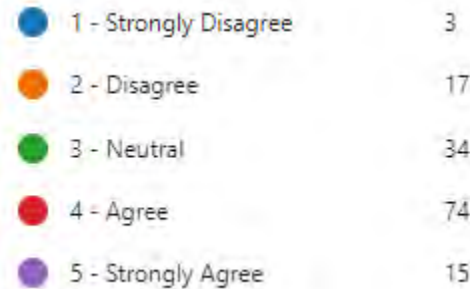 1 - Strongly Disagree 3
2 - Disagree 17
3 - Neutral 34
4 - Agree 74
5 - Strongly Agree 15